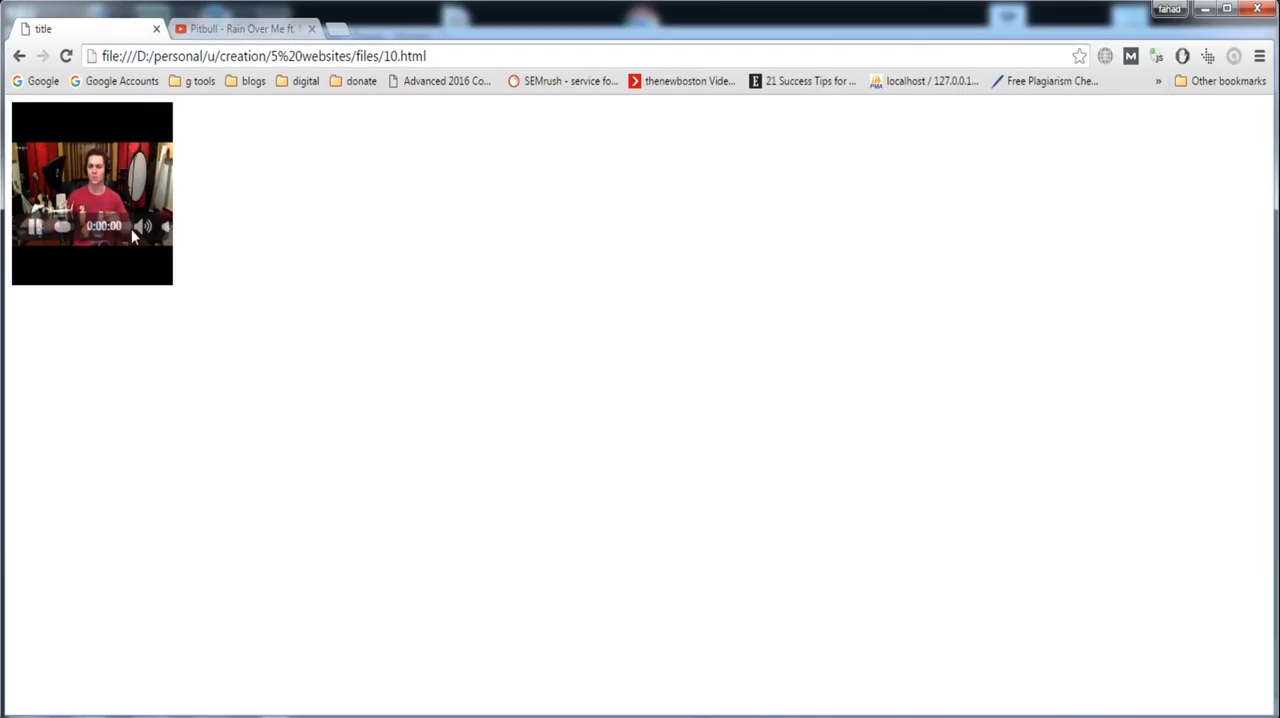 fahad
title
Pitbull - Rain Over Me ft.
file:///D:/personal/u/creation/5%20websites/files/10.html
Google
Google Accounts
g tools
blogs
digital
donate
Advanced 2016 Co...
SEMrush - service fo...
thenewboston Vide...
21 Success Tips for ...
localhost / 127.0.0.1...
Free Plagiarism Che...
»
Other bookmarks
0:00:00